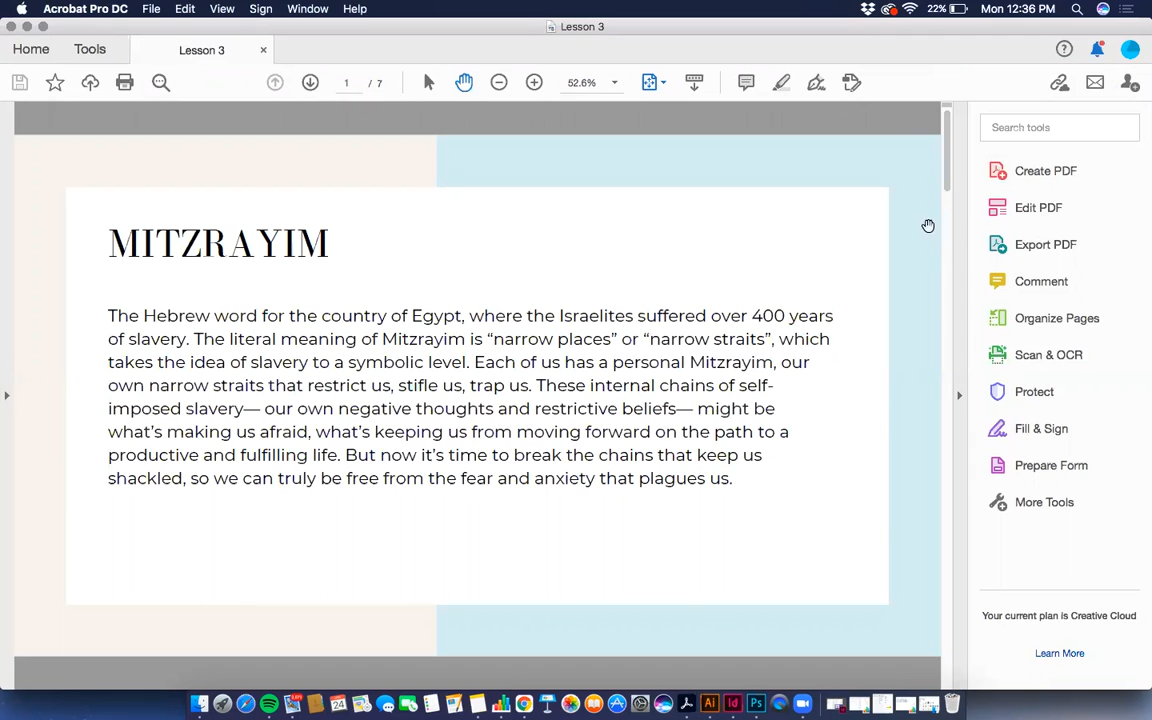 Acrobat Pro DC File Edit View Sign Window Help 22% Mon 12:36 PM
Lesson 3
Home Tools Lesson 3 ×
1 / 7 52.6%
Search tools
Create PDF
Edit PDF
Export PDF
Comment
Organize Pages
Scan & OCR
Protect
Fill & Sign
Prepare Form
More Tools
Your current plan is Creative Cloud
Learn More
MITZRAYIM
The Hebrew word for the country of Egypt, where the Israelites suffered over 400 years
of slavery. The literal meaning of Mitzrayim is “narrow places” or “narrow straits”, which
takes the idea of slavery to a symbolic level. Each of us has a personal Mitzrayim, our
own narrow straits that restrict us, stifle us, trap us. These internal chains of self-
imposed slavery— our own negative thoughts and restrictive beliefs— might be
what’s making us afraid, what’s keeping us from moving forward on the path to a
productive and fulfilling life. But now it’s time to break the chains that keep us
shackled, so we can truly be free from the fear and anxiety that plagues us.
24
Ai Id Ps